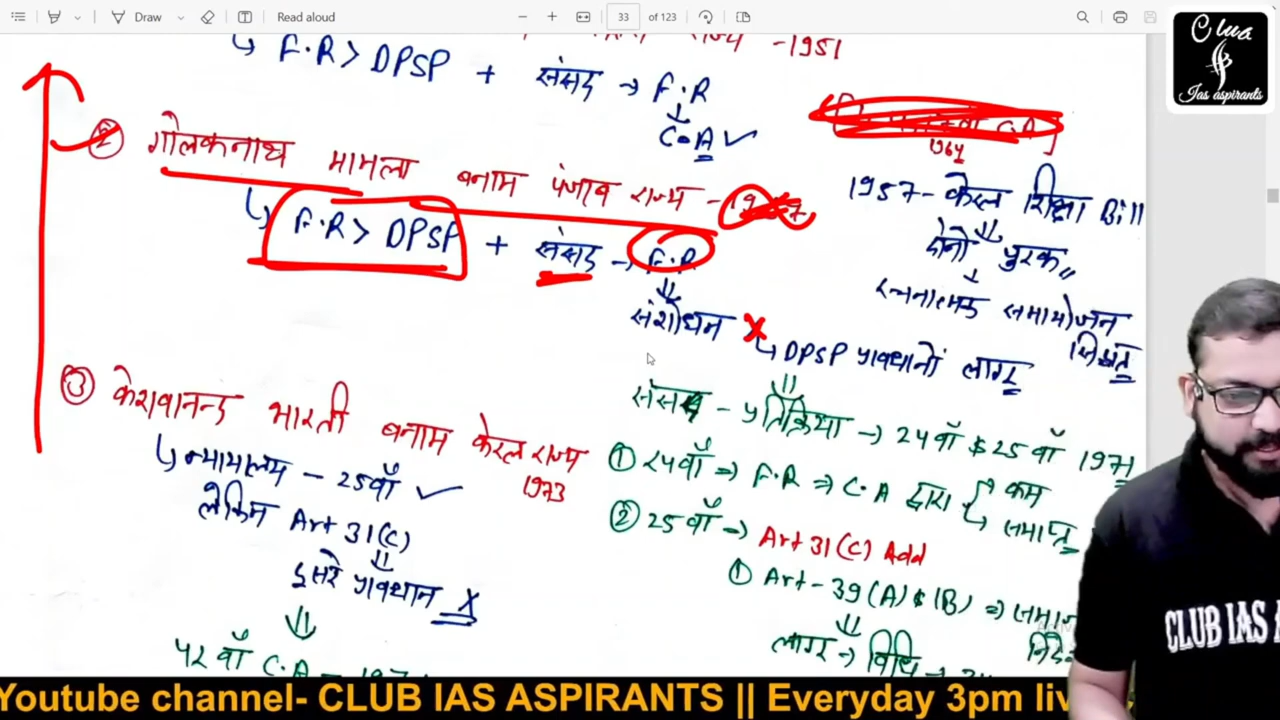 Draw
Read aloud
33 of 123
Club
Ias aspirants
राज्य -1951
F.R > DPSP + संसद → F.R
C.A ✓
② गोलकनाथ मामला बनाम पंजाब राज्य -
F.R > DPSP + संसद → F.R
संशोधन X
DPSP प्रावधानों लागू
1957 - केरल शिक्षा Bill
दोनों पुरक
रचनात्मक समायोजन
संसद - प्रतिक्रिया → 24वाँ $ 25वाँ 1971
① 24वाँ ⇒ F.R ⇒ C.A द्वारा कम
समाप्त
② 25वाँ ⇒ Art 31(C) Add
① Art - 39(A) $ (B) ⇒
लागू → विधि →
③ केशवानन्द भारती बनाम केरल राज्य
1973
न्यायालय - 25वाँ ✓
लेकिन Art 31(C)
दुसरे प्रावधान X
42 वाँ C.A -
CLUB IAS
Youtube channel- CLUB IAS ASPIRANTS || Everyday 3pm